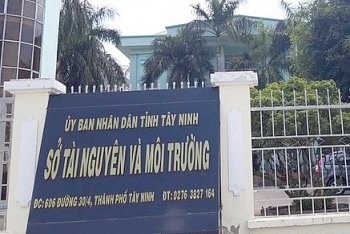 ỦY BAN NHÂN DÂN TỈNH TÂY NINH
SỞ TÀI NGUYÊN VÀ MÔI TRƯỜNG
ĐC: 606 ĐƯỜNG 30/4, THÀNH PHỐ TÂY NINH ĐT: 0276 3827 164